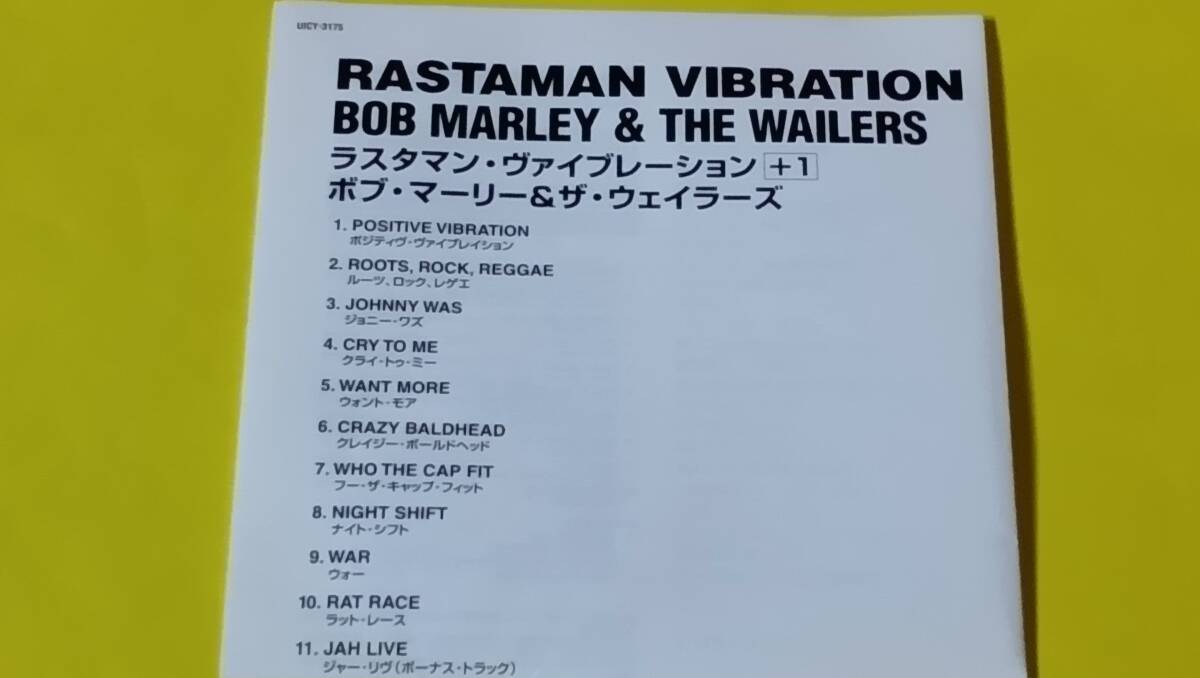 UICY-3175
RASTAMAN VIBRATION
BOB MARLEY & THE WAILERS
ラスタマン・ヴァイブレーション +1
ボブ・マーリー&ザ・ウェイラーズ
1. POSITIVE VIBRATION
ポジティヴ・ヴァイブレイション
2. ROOTS, ROCK, REGGAE
ルーツ、ロック、レゲエ
3. JOHNNY WAS
ジョニー・ワズ
4. CRY TO ME
クライ・トゥ・ミー
5. WANT MORE
ウォント・モア
6. CRAZY BALDHEAD
クレイジー・ボールドヘッド
7. WHO THE CAP FIT
フー・ザ・キャップ・フィット
8. NIGHT SHIFT
ナイト・シフト
9. WAR
ウォー
10. RAT RACE
ラット・レース
11. JAH LIVE
ジャー・リヴ(ボーナス・トラック)